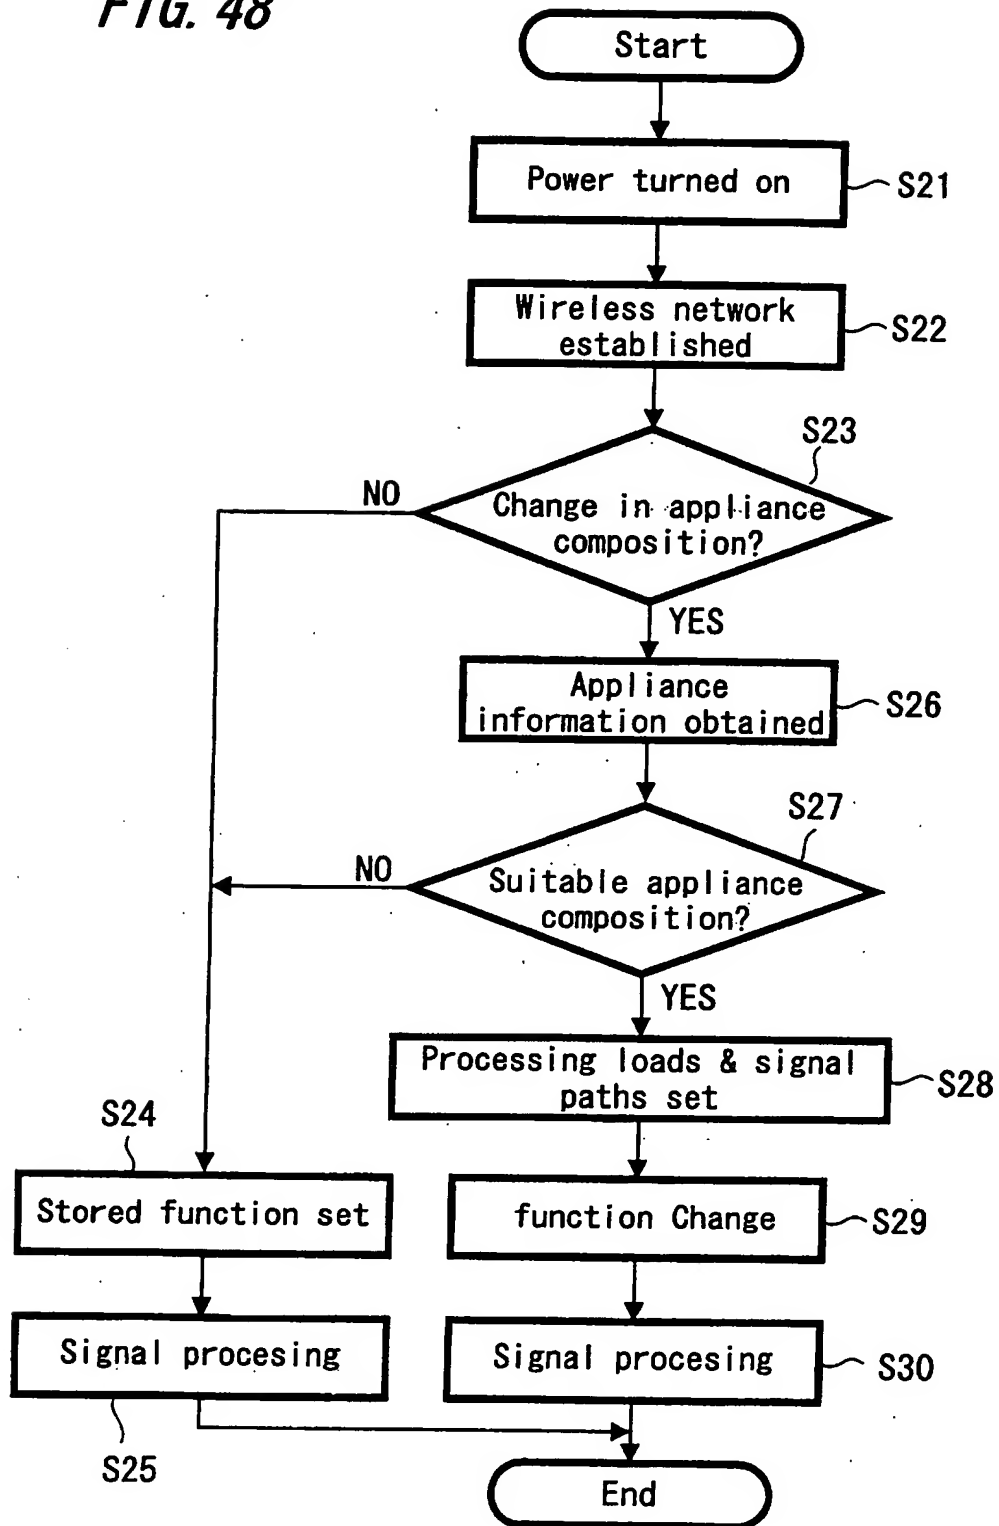 FIG. 48
Start
Power turned on
S21
Wireless network
established
S22
S23
Change in appliance
composition?
NO
YES
Appliance
information obtained
S26
S27
Suitable appliance
composition?
NO
YES
Processing loads & signal
paths set
S28
S24
Stored function set
function Change
S29
Signal procesing
S25
Signal procesing
S30
End